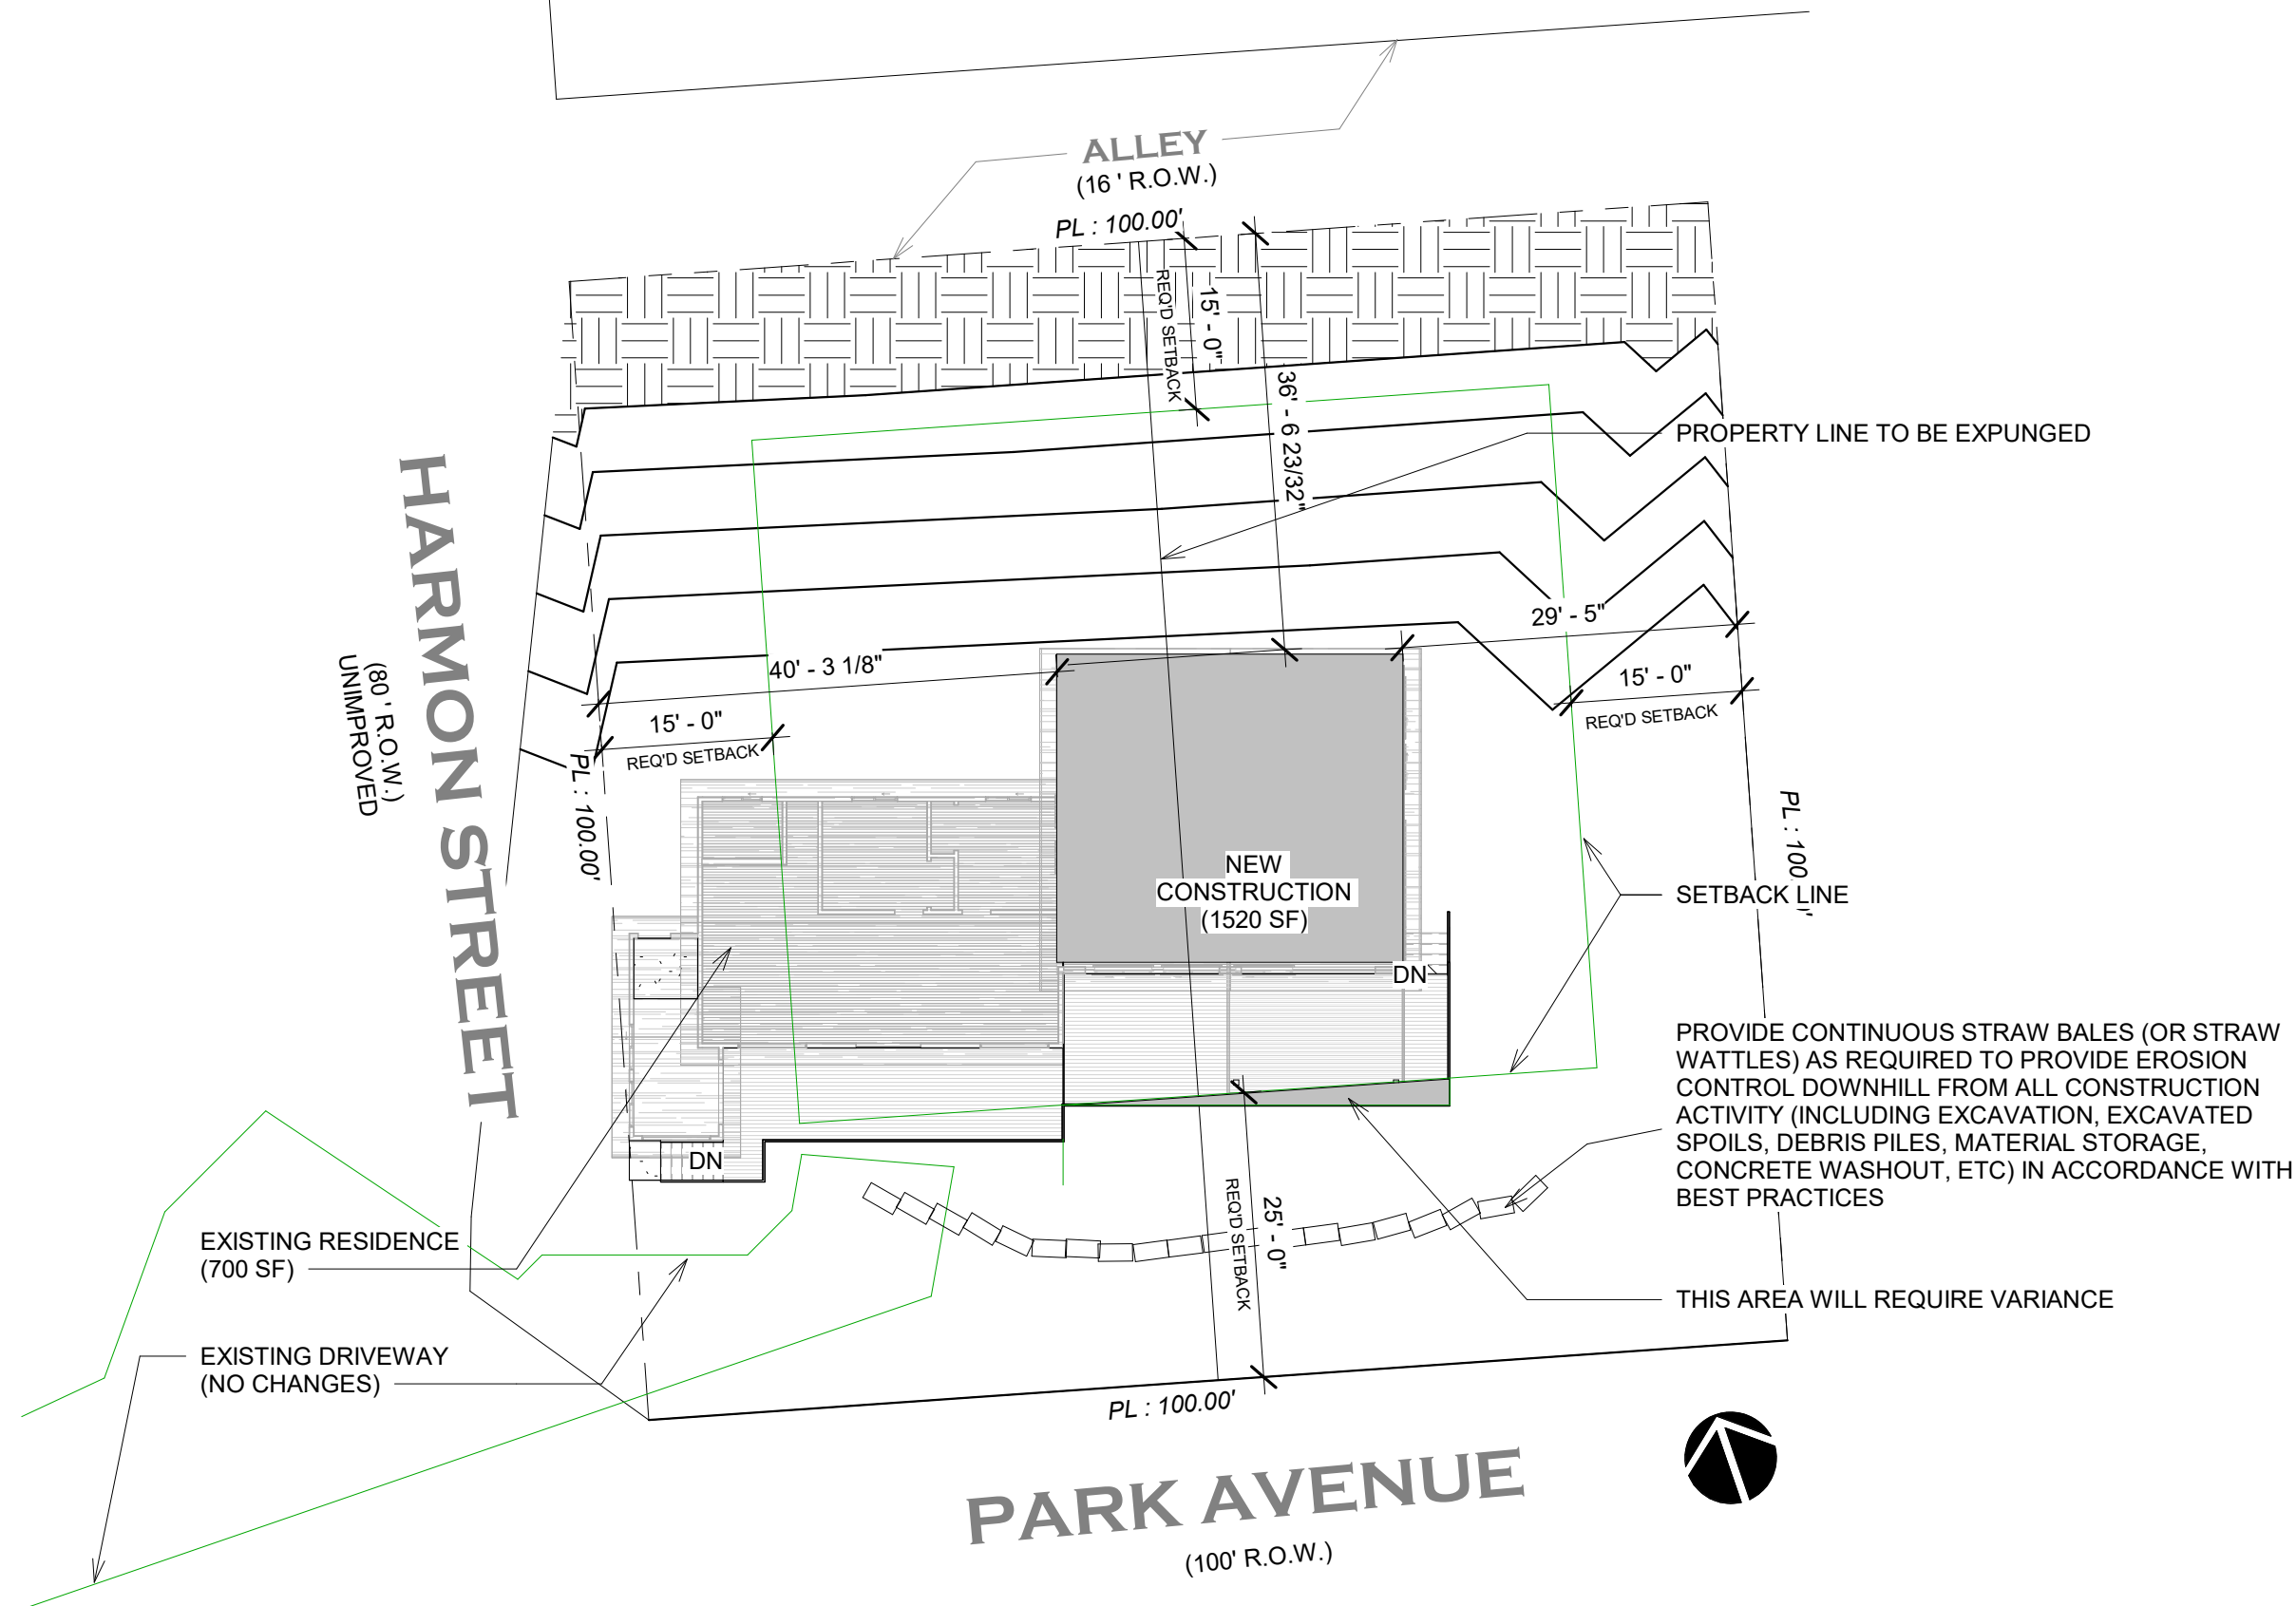 ALLEY
(16 ' R.O.W.)
PL : 100.00'
REQ'D SETBACK
15' - 0"
36' - 6 23/32"
PROPERTY LINE TO BE EXPUNGED
HARMON STREET
(80 ' R.O.W.)
UNIMPROVED
29' - 5"
40' - 3 1/8"
15' - 0"
REQ'D SETBACK
15' - 0"
REQ'D SETBACK
PL : 100.00'
PL : 100.
NEW
CONSTRUCTION
(1520 SF)
SETBACK LINE
DN
PROVIDE CONTINUOUS STRAW BALES (OR STRAW
WATTLES) AS REQUIRED TO PROVIDE EROSION
CONTROL DOWNHILL FROM ALL CONSTRUCTION
ACTIVITY (INCLUDING EXCAVATION, EXCAVATED
SPOILS, DEBRIS PILES, MATERIAL STORAGE,
CONCRETE WASHOUT, ETC) IN ACCORDANCE WITH
BEST PRACTICES
DN
REQ'D SETBACK
25' - 0"
EXISTING RESIDENCE
(700 SF)
THIS AREA WILL REQUIRE VARIANCE
EXISTING DRIVEWAY
(NO CHANGES)
PL : 100.00'
PARK AVENUE
(100' R.O.W.)